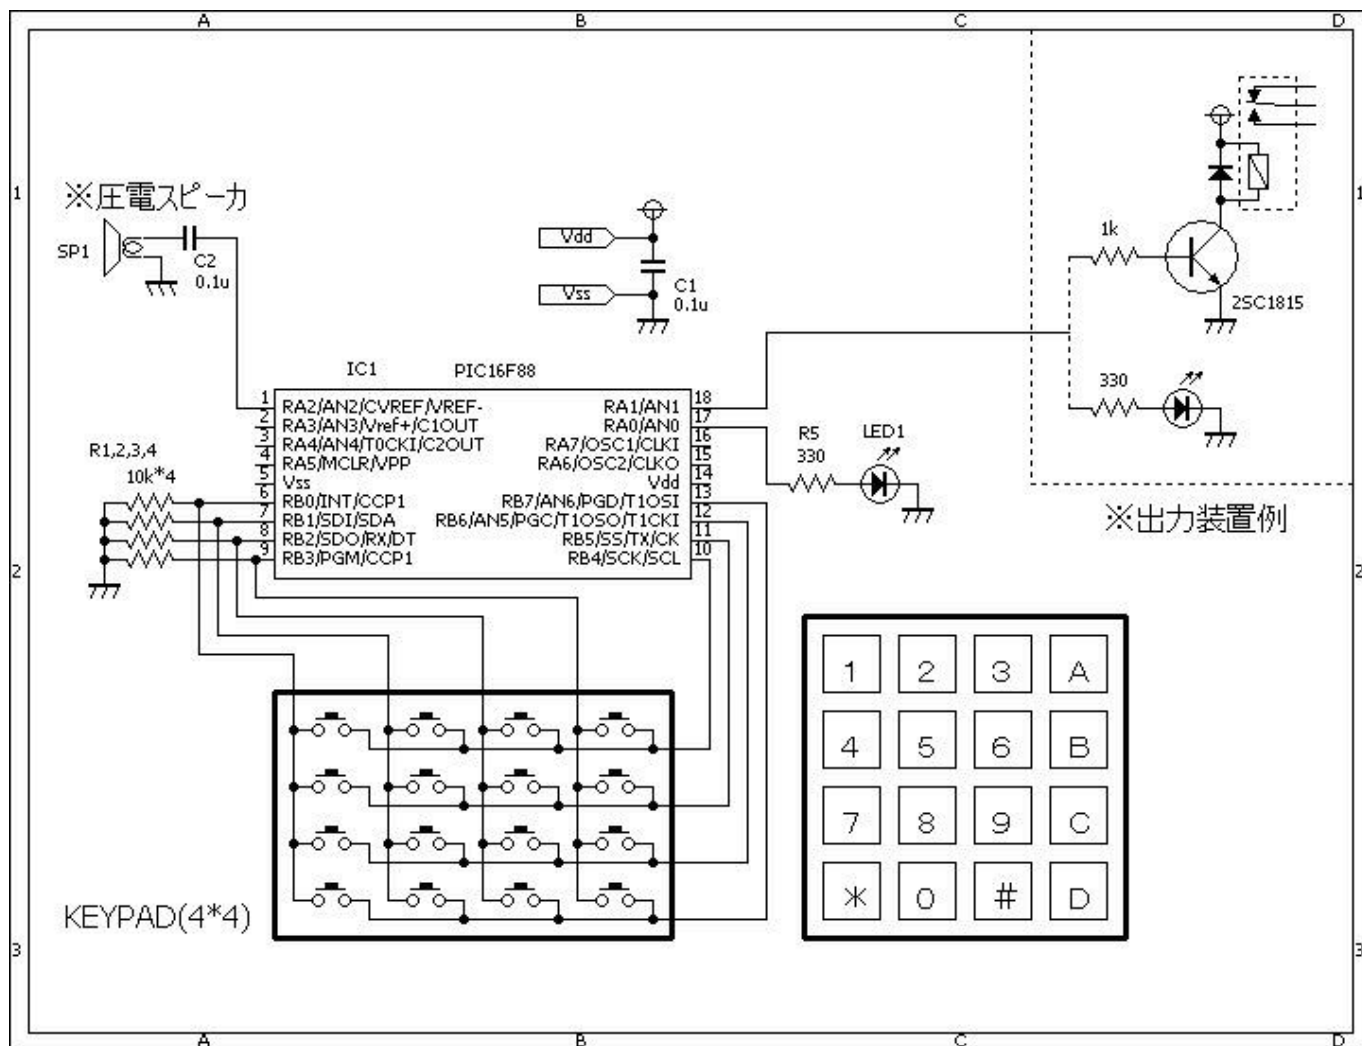 A B C D
1 1
※圧電スピーカ
SP1
C2
0.1u
Vdd
Vss
C1
0.1u
1k
2SC1815
330
※出力装置例
IC1 PIC16F88
1 RA2/AN2/CVREF/VREF- RA1/AN1 18
2 RA3/AN3/Vref+/C1OUT RA0/AN0 17
3 RA4/AN4/T0CKI/C2OUT RA7/OSC1/CLKI 16
4 RA5/MCLR/VPP RA6/OSC2/CLKO 15
5 Vss Vdd 14
6 RB0/INT/CCP1 RB7/AN6/PGD/T1OSI 13
7 RB1/SDI/SDA RB6/AN5/PGC/T1OSO/T1CKI 12
8 RB2/SDO/RX/DT RB5/SS/TX/CK 11
9 RB3/PGM/CCP1 RB4/SCK/SCL 10
R1,2,3,4
10k*4
R5
330
LED1
2 2
1 2 3 A
4 5 6 B
7 8 9 C
* 0 # D
KEYPAD(4*4)
3 3
A B C D